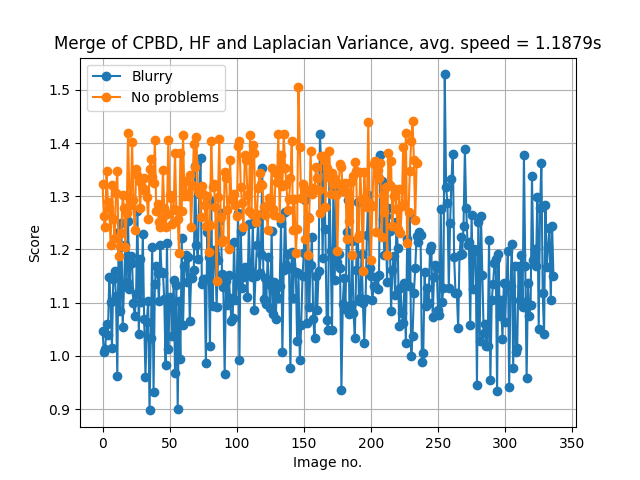 Merge of CPBD, HF and Laplacian Variance, avg. speed = 1.1879s
Blurry
No problems
1.5
1.4
1.3
1.2
1.1
1.0
0.9
Score
0 50 100 150 200 250 300 350
Image no.